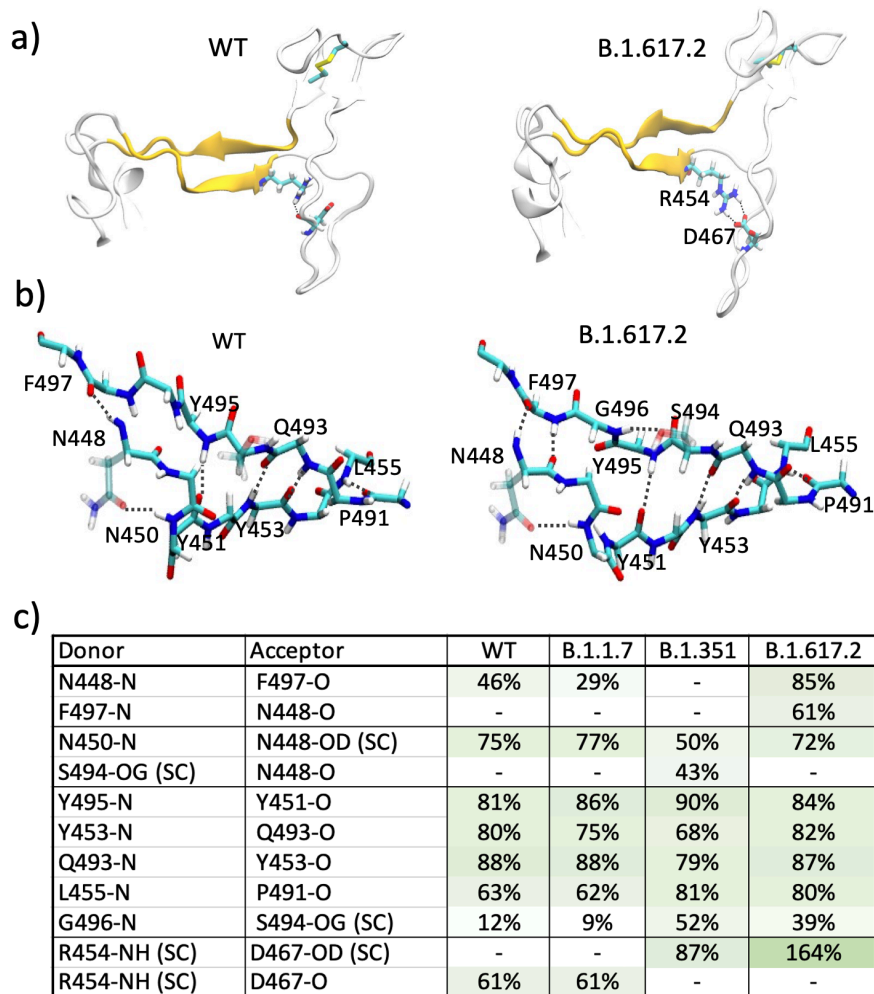 a)
WT
B.1.617.2
R454
D467
b)
WT
B.1.617.2
F497
Y495
N448
Q493
L455
N450
Y451
Y453
P491
F497
G496
S494
Q493
N448
Y495
L455
N450
Y451
Y453
P491
c)
Donor Acceptor WT B.1.1.7 B.1.351 B.1.617.2
N448-N F497-O 46% 29% - 85%
F497-N N448-O - - - 61%
N450-N N448-OD (SC) 75% 77% 50% 72%
S494-OG (SC) N448-O - - 43% -
Y495-N Y451-O 81% 86% 90% 84%
Y453-N Q493-O 80% 75% 68% 82%
Q493-N Y453-O 88% 88% 79% 87%
L455-N P491-O 63% 62% 81% 80%
G496-N S494-OG (SC) 12% 9% 52% 39%
R454-NH (SC) D467-OD (SC) - - 87% 164%
R454-NH (SC) D467-O 61% 61% - -